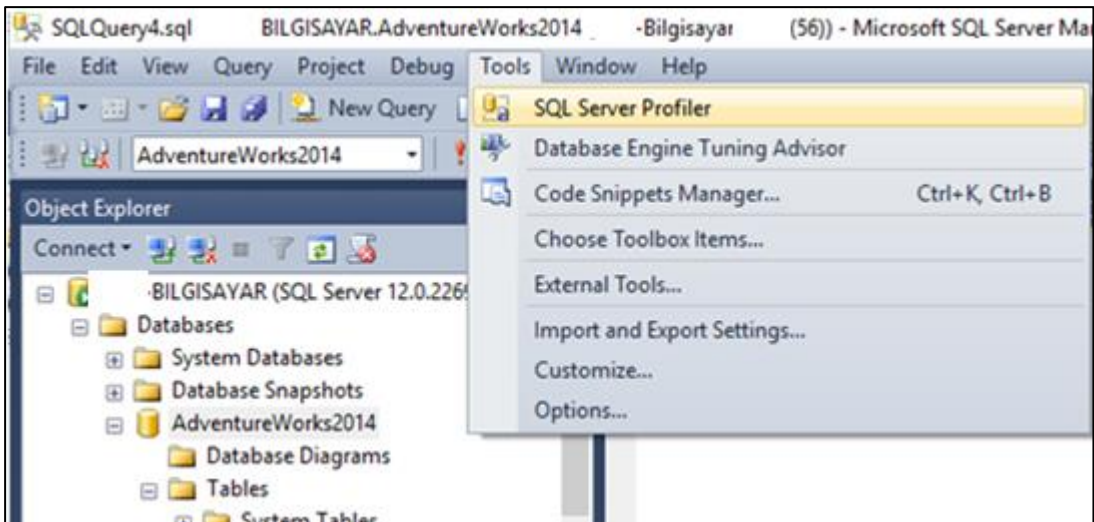 SQLQuery4.sql BILGISAYAR.AdventureWorks2014 -Bilgisayar (56)) - Microsoft SQL Server
File Edit View Query Project Debug Tools Window Help
New Query
SQL Server Profiler
AdventureWorks2014
Database Engine Tuning Advisor
Code Snippets Manager... Ctrl+K, Ctrl+B
Choose Toolbox Items...
External Tools...
Import and Export Settings...
Customize...
Options...
Object Explorer
Connect
-BILGISAYAR (SQL Server 12.0.226
Databases
System Databases
Database Snapshots
AdventureWorks2014
Database Diagrams
Tables
System Tables